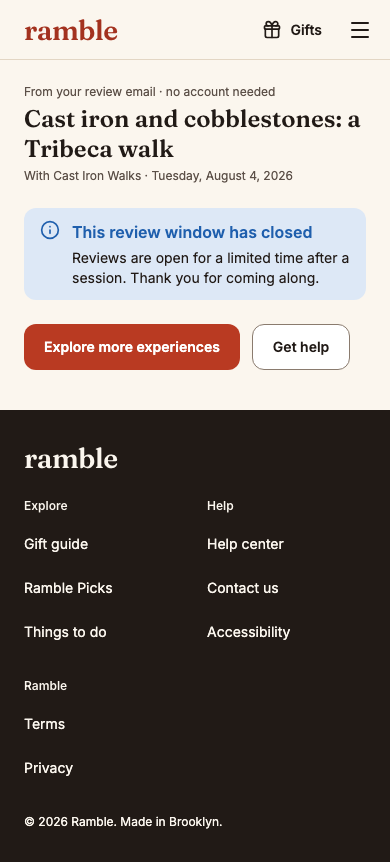 ramble
Gifts
From your review email · no account needed
Cast iron and cobblestones: a
Tribeca walk
With Cast Iron Walks · Tuesday, August 4, 2026
This review window has closed
Reviews are open for a limited time after a
session. Thank you for coming along.
Explore more experiences
Get help
ramble
Explore
Gift guide
Ramble Picks
Things to do
Help
Help center
Contact us
Accessibility
Ramble
Terms
Privacy
© 2026 Ramble. Made in Brooklyn.